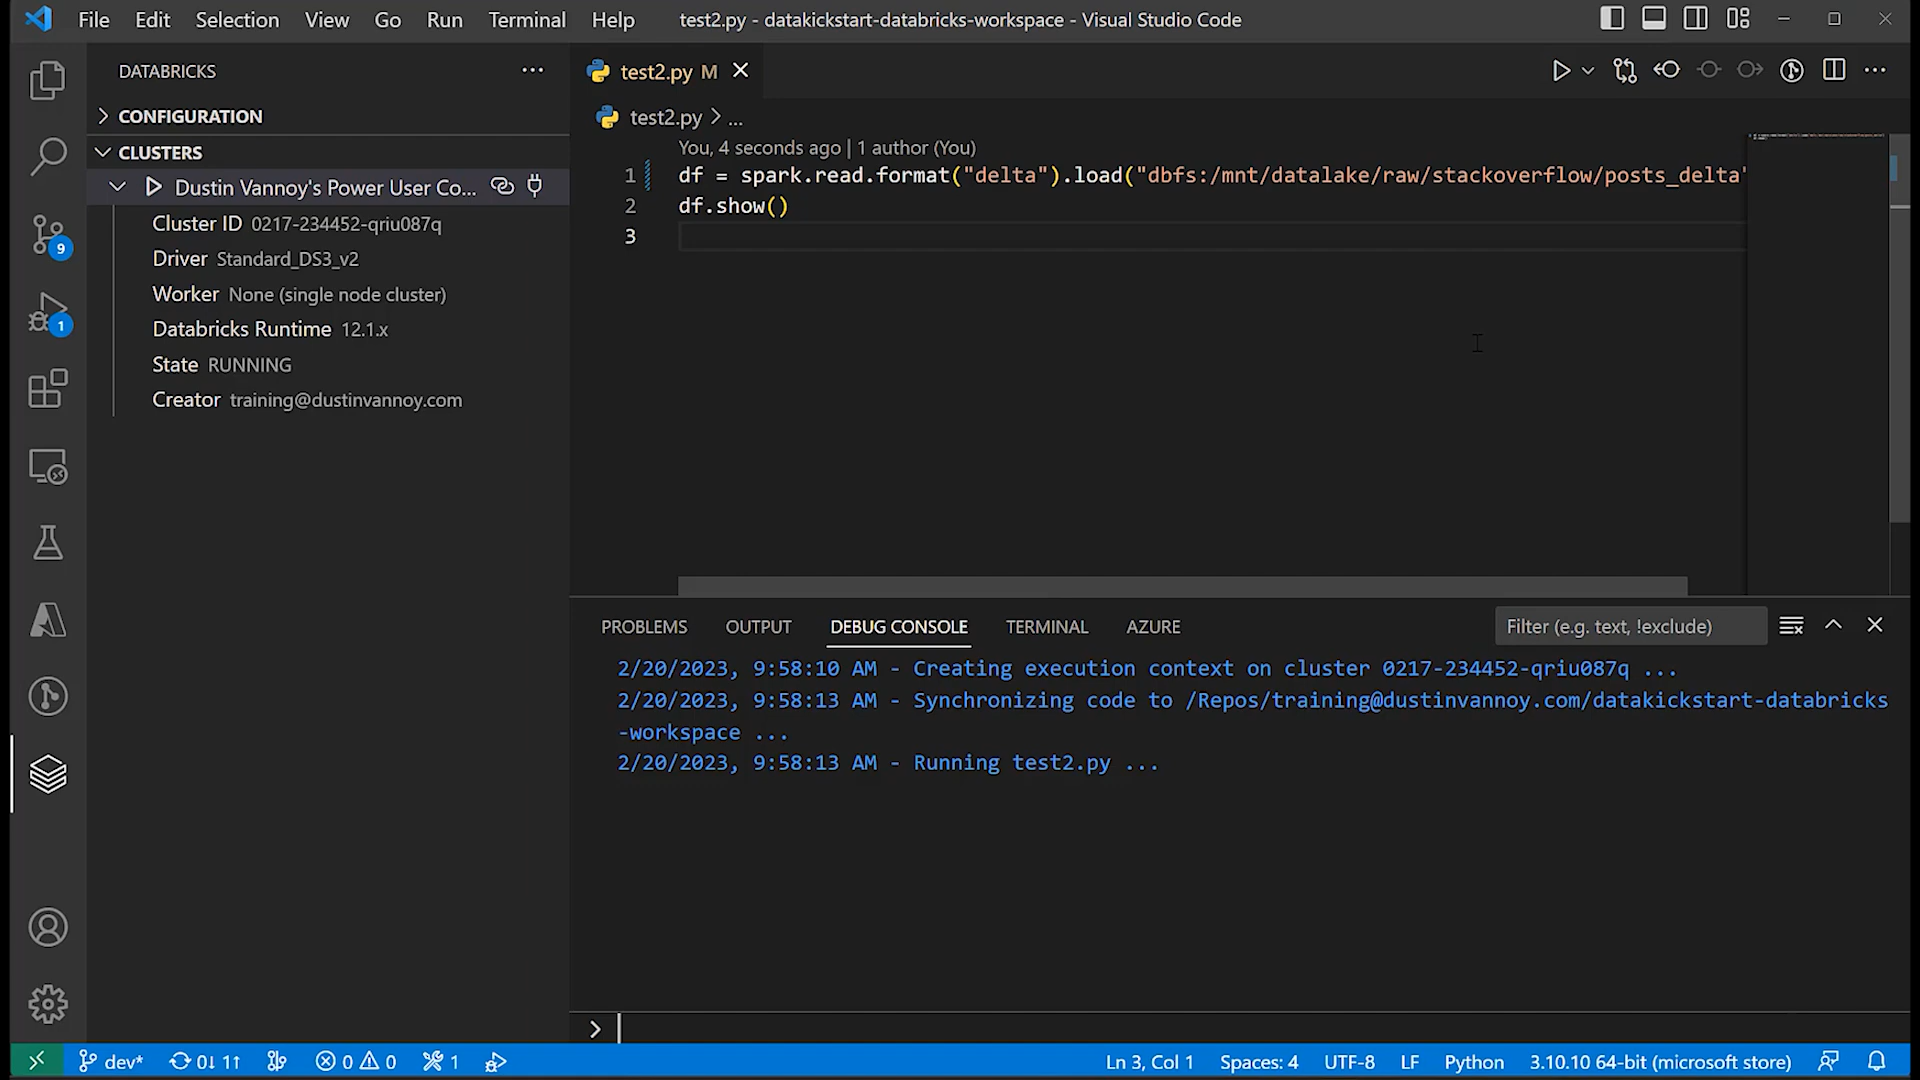 File Edit Selection View Go Run Terminal Help test2.py - datakickstart-databricks-workspace - Visual Studio Code
DATABRICKS
test2.py M
CONFIGURATION
test2.py > ...
CLUSTERS
You, 4 seconds ago | 1 author (You)
Dustin Vannoy's Power User Co...
1 df = spark.read.format("delta").load("dbfs:/mnt/datalake/raw/stackoverflow/posts_delta"
2 df.show()
3
Cluster ID 0217-234452-qriu087q
Driver Standard_DS3_v2
Worker None (single node cluster)
Databricks Runtime 12.1.x
State RUNNING
Creator training@dustinvannoy.com
9
1
PROBLEMS OUTPUT DEBUG CONSOLE TERMINAL AZURE Filter (e.g. text, !exclude)
2/20/2023, 9:58:10 AM - Creating execution context on cluster 0217-234452-qriu087q ...
2/20/2023, 9:58:13 AM - Synchronizing code to /Repos/training@dustinvannoy.com/datakickstart-databricks
-workspace ...
2/20/2023, 9:58:13 AM - Running test2.py ...
>
dev* 0↓ 1↑ 0 0 1 Ln 3, Col 1 Spaces: 4 UTF-8 LF Python 3.10.10 64-bit (microsoft store)